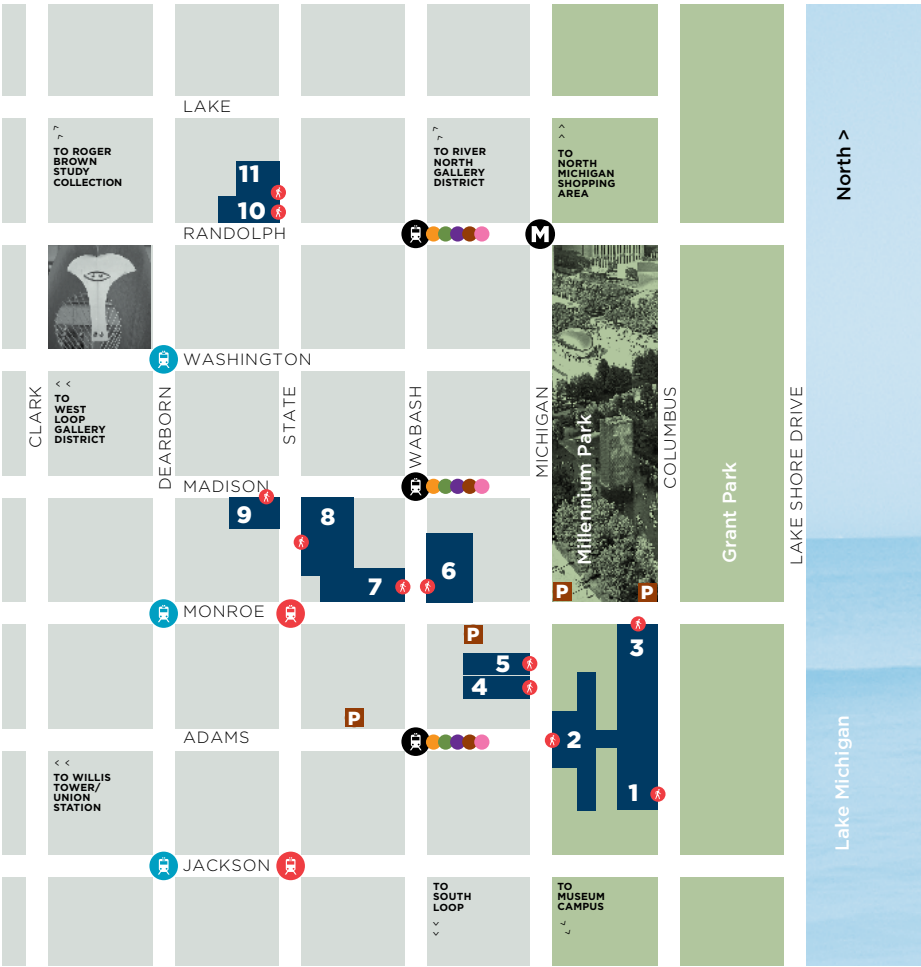 LAKE
^
^
TO ROGER
BROWN
STUDY
COLLECTION
11
10
^
^
TO RIVER
NORTH
GALLERY
DISTRICT
^
^
TO
NORTH
MICHIGAN
SHOPPING
AREA
North >
RANDOLPH
M
WASHINGTON
< <
TO
WEST
LOOP
GALLERY
DISTRICT
CLARK
DEARBORN
STATE
WABASH
MICHIGAN
Millennium Park
COLUMBUS
Grant Park
LAKE SHORE DRIVE
MADISON
9
8
7
6
P
P
MONROE
P
5
4
3
P
ADAMS
2
1
< <
TO WILLIS
TOWER/
UNION
STATION
Lake Michigan
JACKSON
TO
SOUTH
LOOP
TO
MUSEUM
CAMPUS